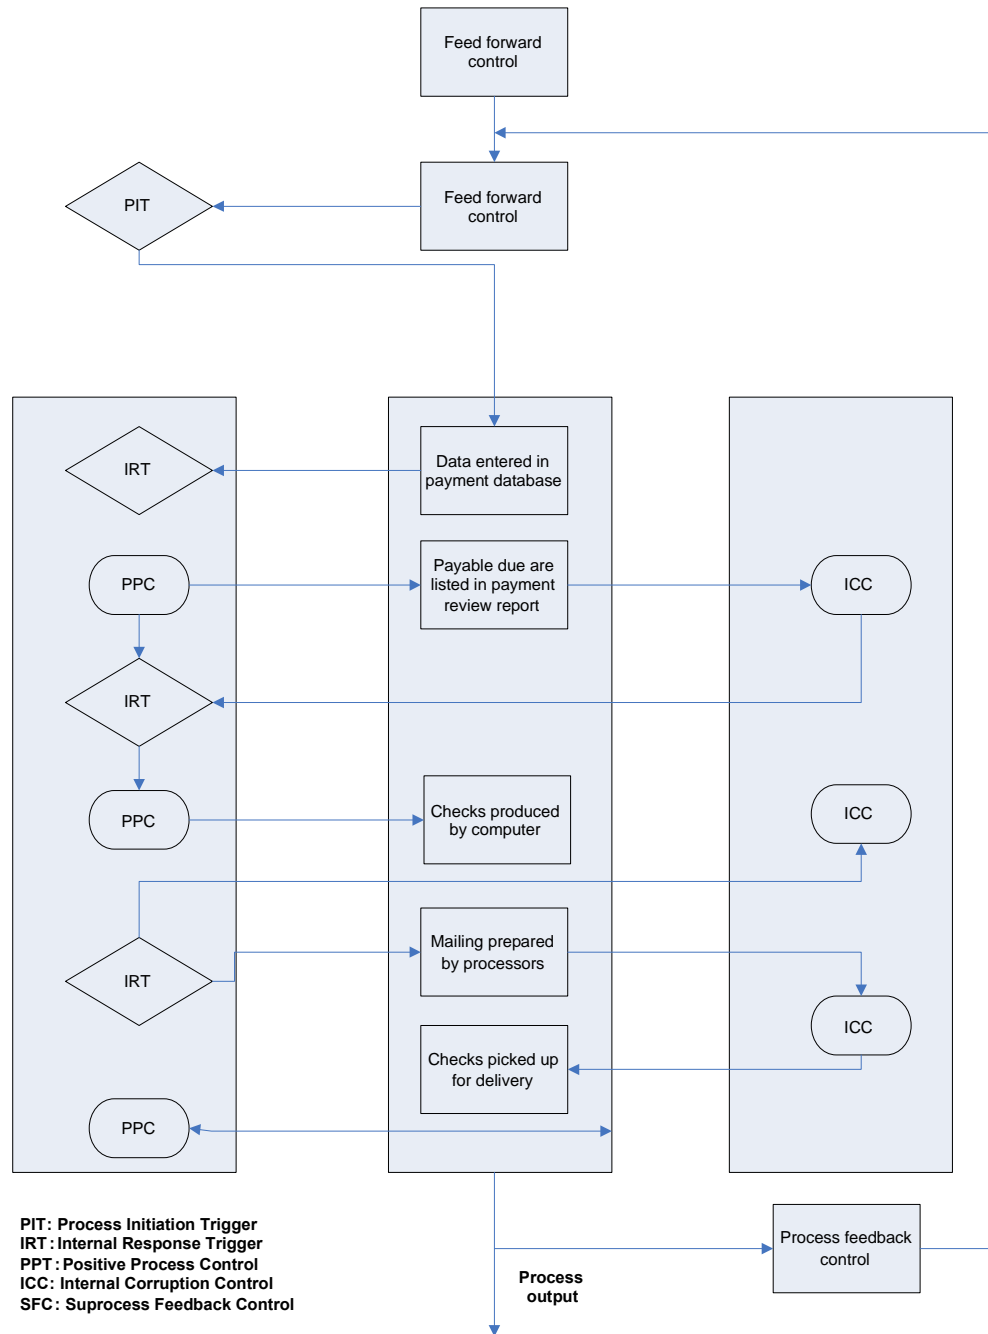 Feed forward
control
PIT
Feed forward
control
IRT
Data entered in
payment database
PPC
Payable due are
listed in payment
review report
ICC
IRT
PPC
Checks produced
by computer
ICC
IRT
Mailing prepared
by processors
ICC
Checks picked up
for delivery
PPC
PIT: Process Initiation Trigger
IRT: Internal Response Trigger
PPT: Positive Process Control
ICC: Internal Corruption Control
SFC: Suprocess Feedback Control
Process
output
Process feedback
control